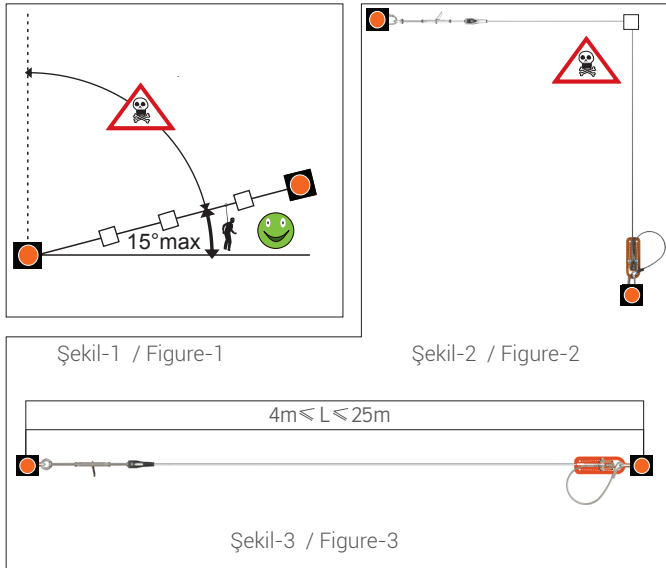 15°max
Şekil-1 / Figure-1
Şekil-2 / Figure-2
4m⩽ L ⩽ 25m
Şekil-3 / Figure-3